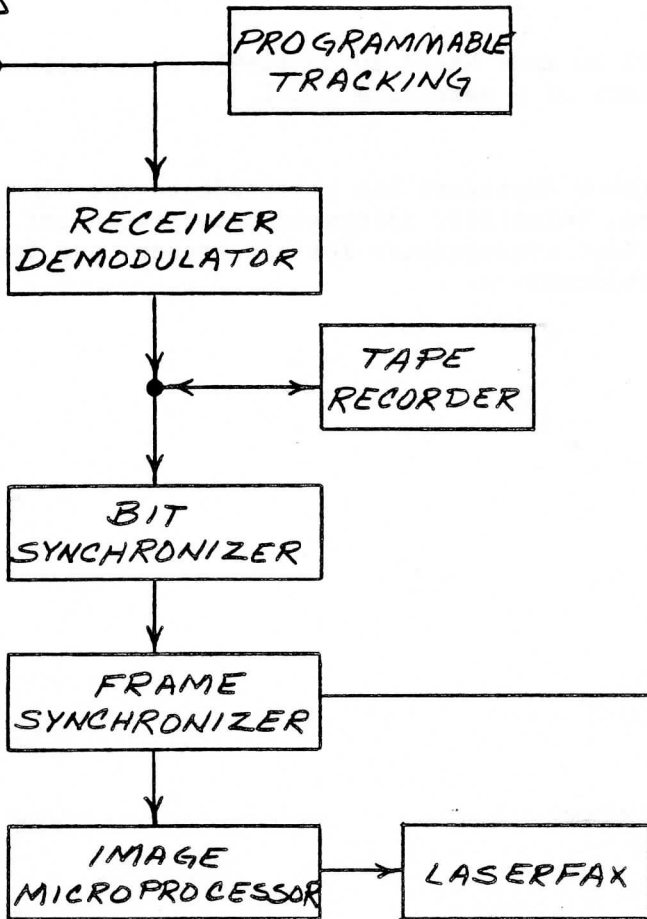 PROGRAMMABLE
TRACKING
RECEIVER
DEMODULATOR
TAPE
RECORDER
BIT
SYNCHRONIZER
FRAME
SYNCHRONIZER
IMAGE
MICROPROCESSOR
LASERFAX